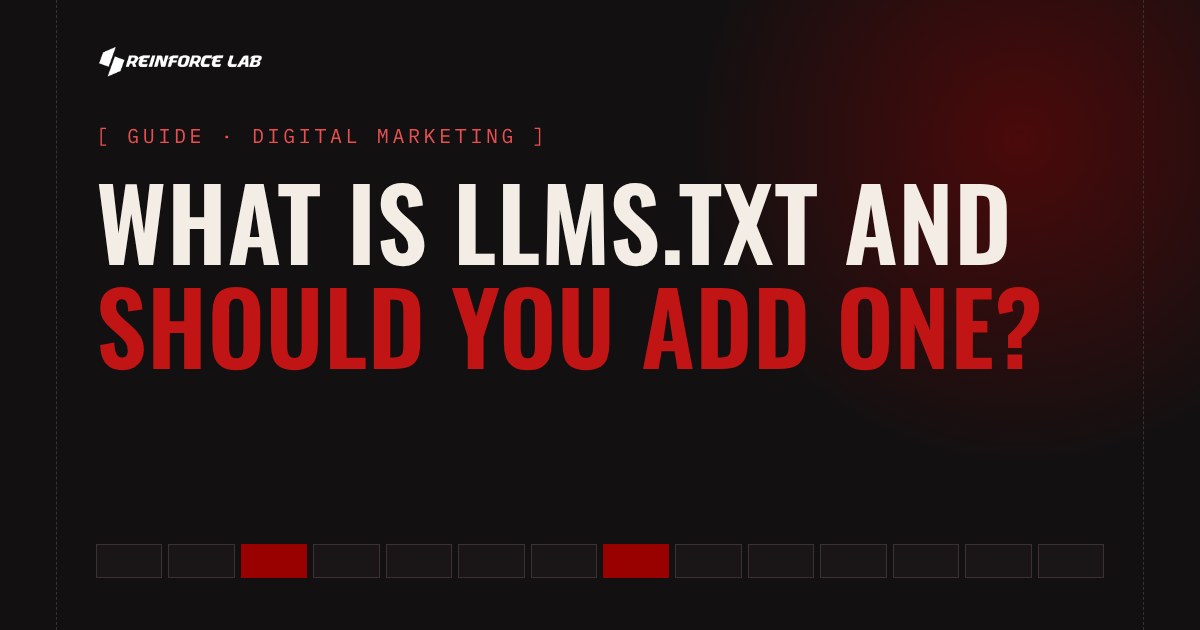 REINFORCE LAB
[ GUIDE · DIGITAL MARKETING ]
WHAT IS LLMS.TXT AND
SHOULD YOU ADD ONE?